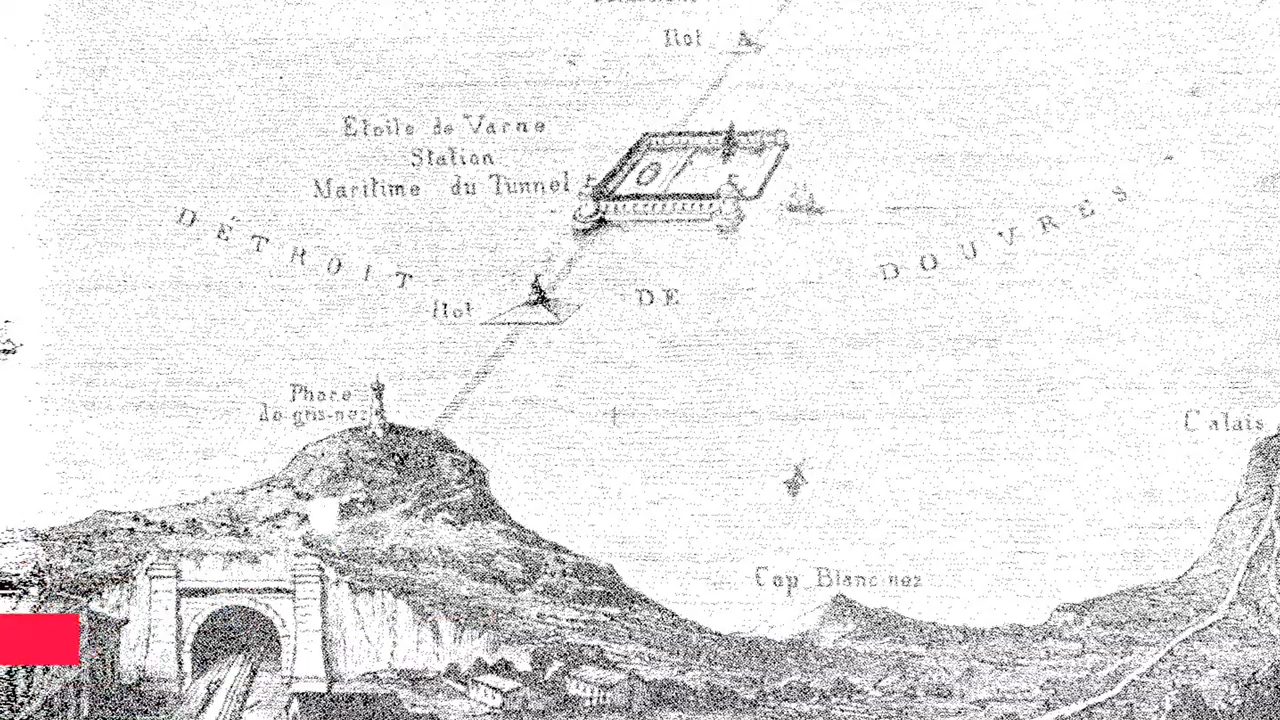 Ilot
Etoile de Varne
Station
Maritime du Tunnel
DÉTROIT
DE
DOUVRES
Ilot
Phare
de gris-nez
Calais
Cap Blanc nez